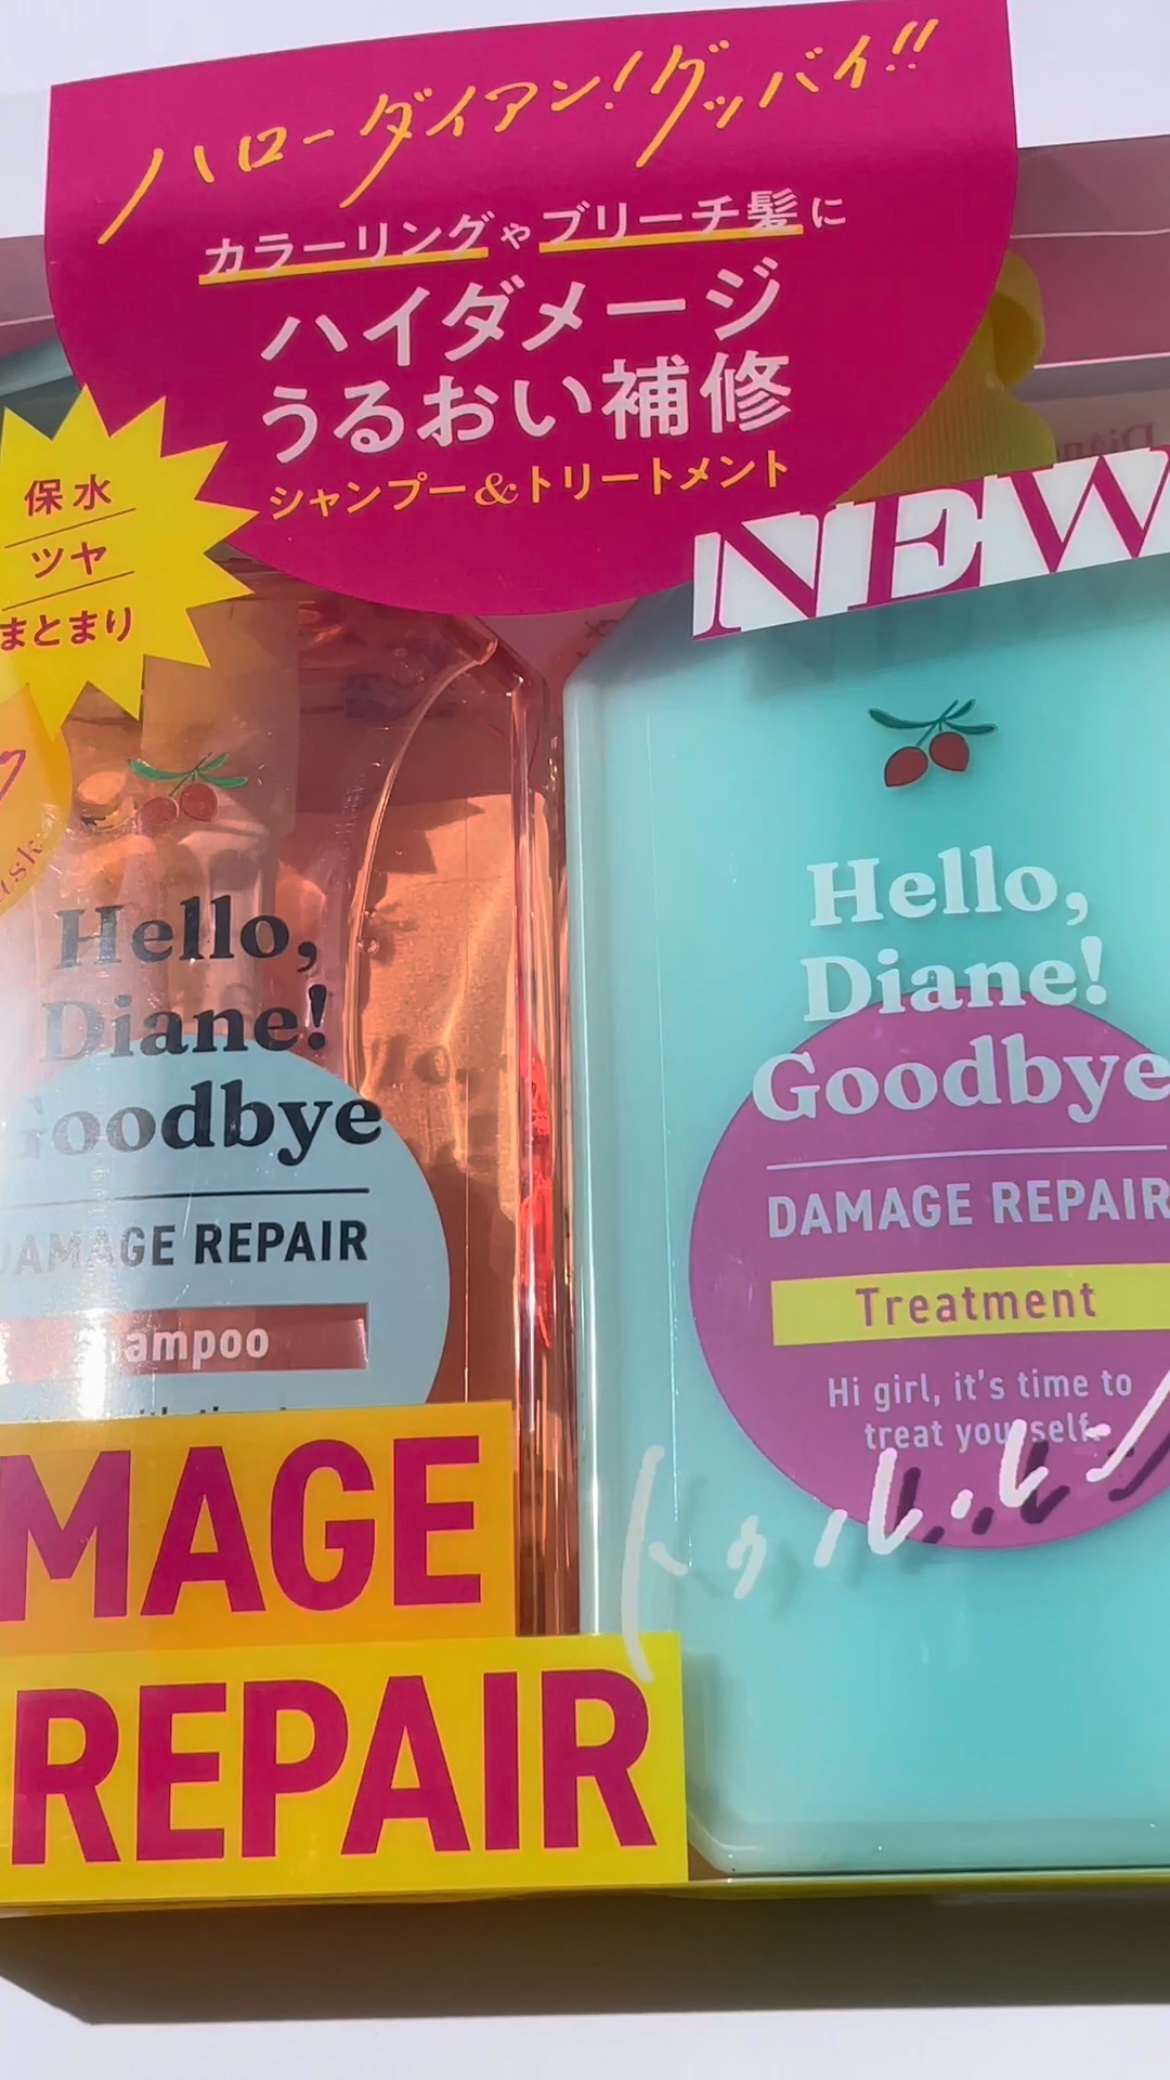 ハローダイアン!グッバイ!!
カラーリングやブリーチ髪に
ハイダメージ
うるおい補修
シャンプー&トリートメント
保水
ツヤ
まとまり
NEW
Hello,
Diane!
Goodbye
DAMAGE REPAIR
Treatment
Hi girl, it's time to
treat yourself.
Hello,
Diane!
oodbye
AMAGE REPAIR
ampoo
MAGE
REPAIR